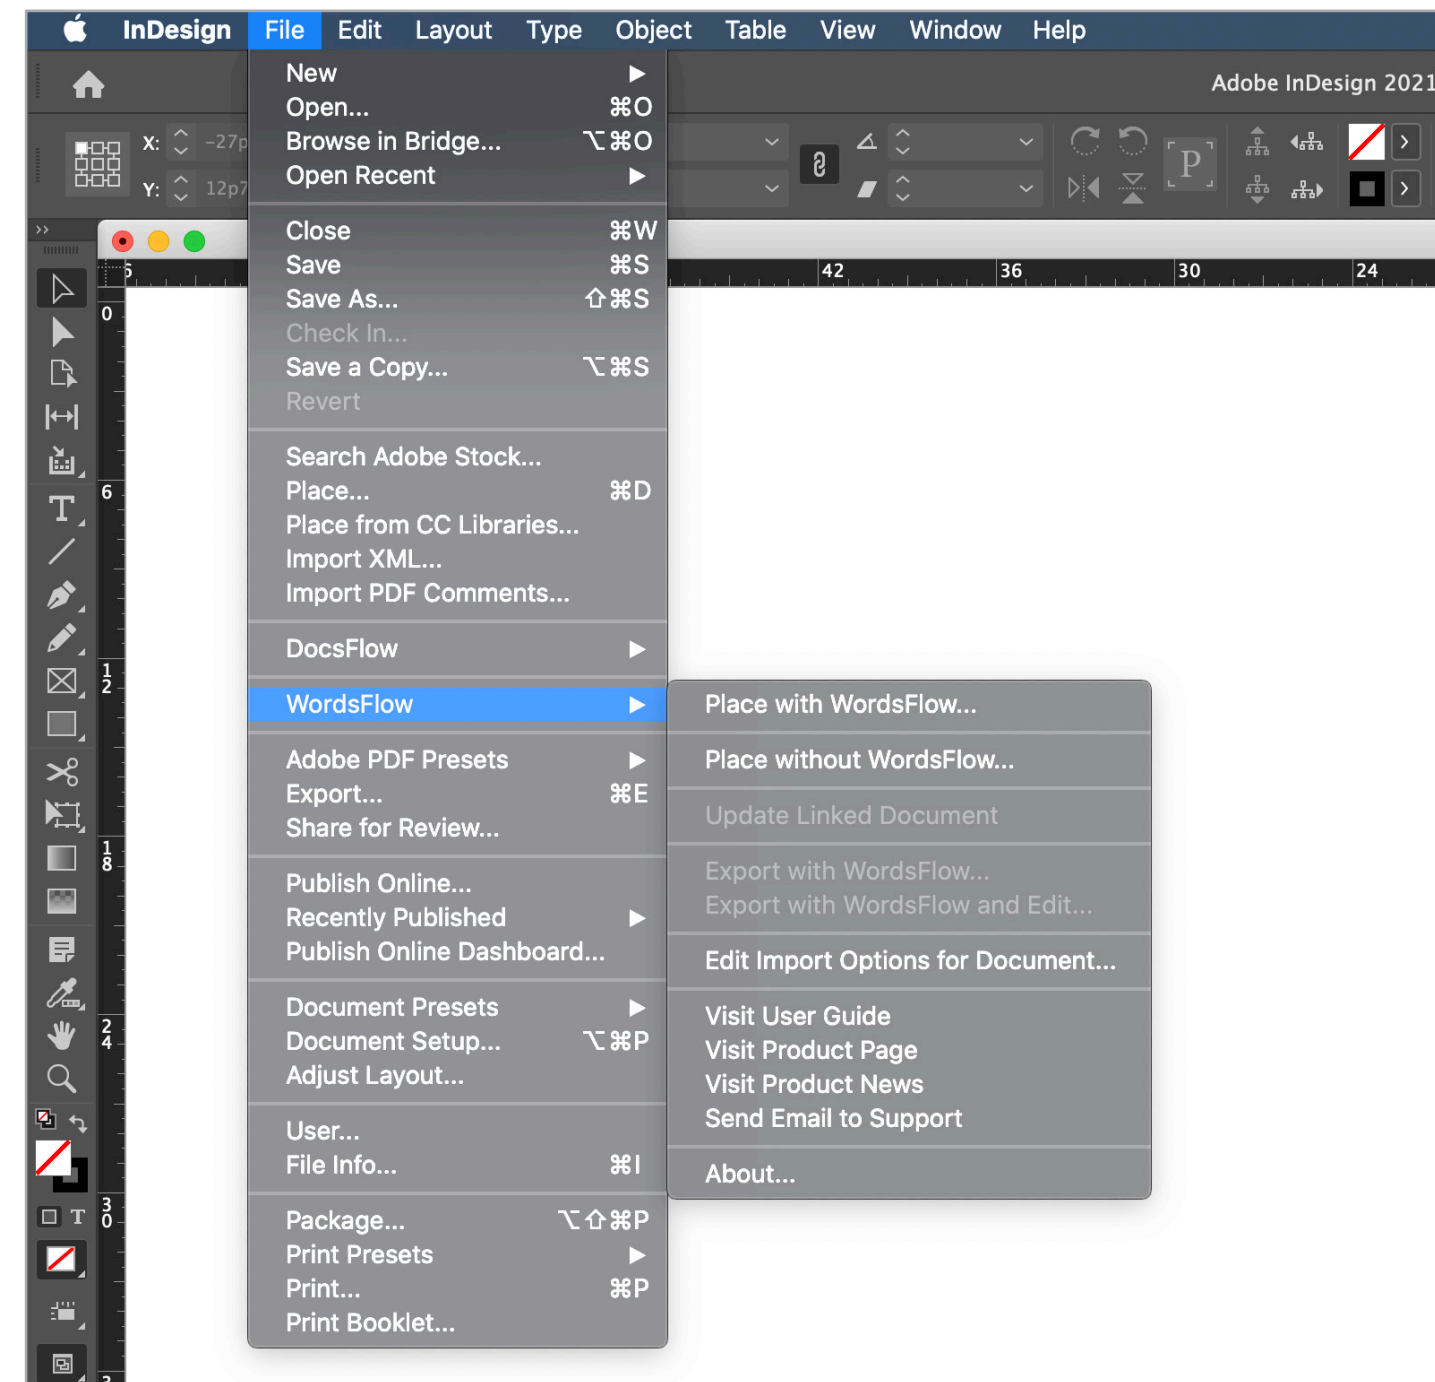 InDesign File Edit Layout Type Object Table View Window Help
Adobe InDesign 2021
X: -27p
Y: 12p7
New
Open... ⌘O
Browse in Bridge... ⌥⌘O
Open Recent
Close ⌘W
Save ⌘S
Save As... ⇧⌘S
Check In...
Save a Copy... ⌥⌘S
Revert
Search Adobe Stock...
Place... ⌘D
Place from CC Libraries...
Import XML...
Import PDF Comments...
DocsFlow
WordsFlow
Adobe PDF Presets
Export... ⌘E
Share for Review...
Publish Online...
Recently Published
Publish Online Dashboard...
Document Presets
Document Setup... ⌥⌘P
Adjust Layout...
User...
File Info... ⌘I
Package... ⌥⇧⌘P
Print Presets
Print... ⌘P
Print Booklet...
Place with WordsFlow...
Place without WordsFlow...
Update Linked Document
Export with WordsFlow...
Export with WordsFlow and Edit...
Edit Import Options for Document...
Visit User Guide
Visit Product Page
Visit Product News
Send Email to Support
About...
42 36 30 24
0
6
12
18
24
30